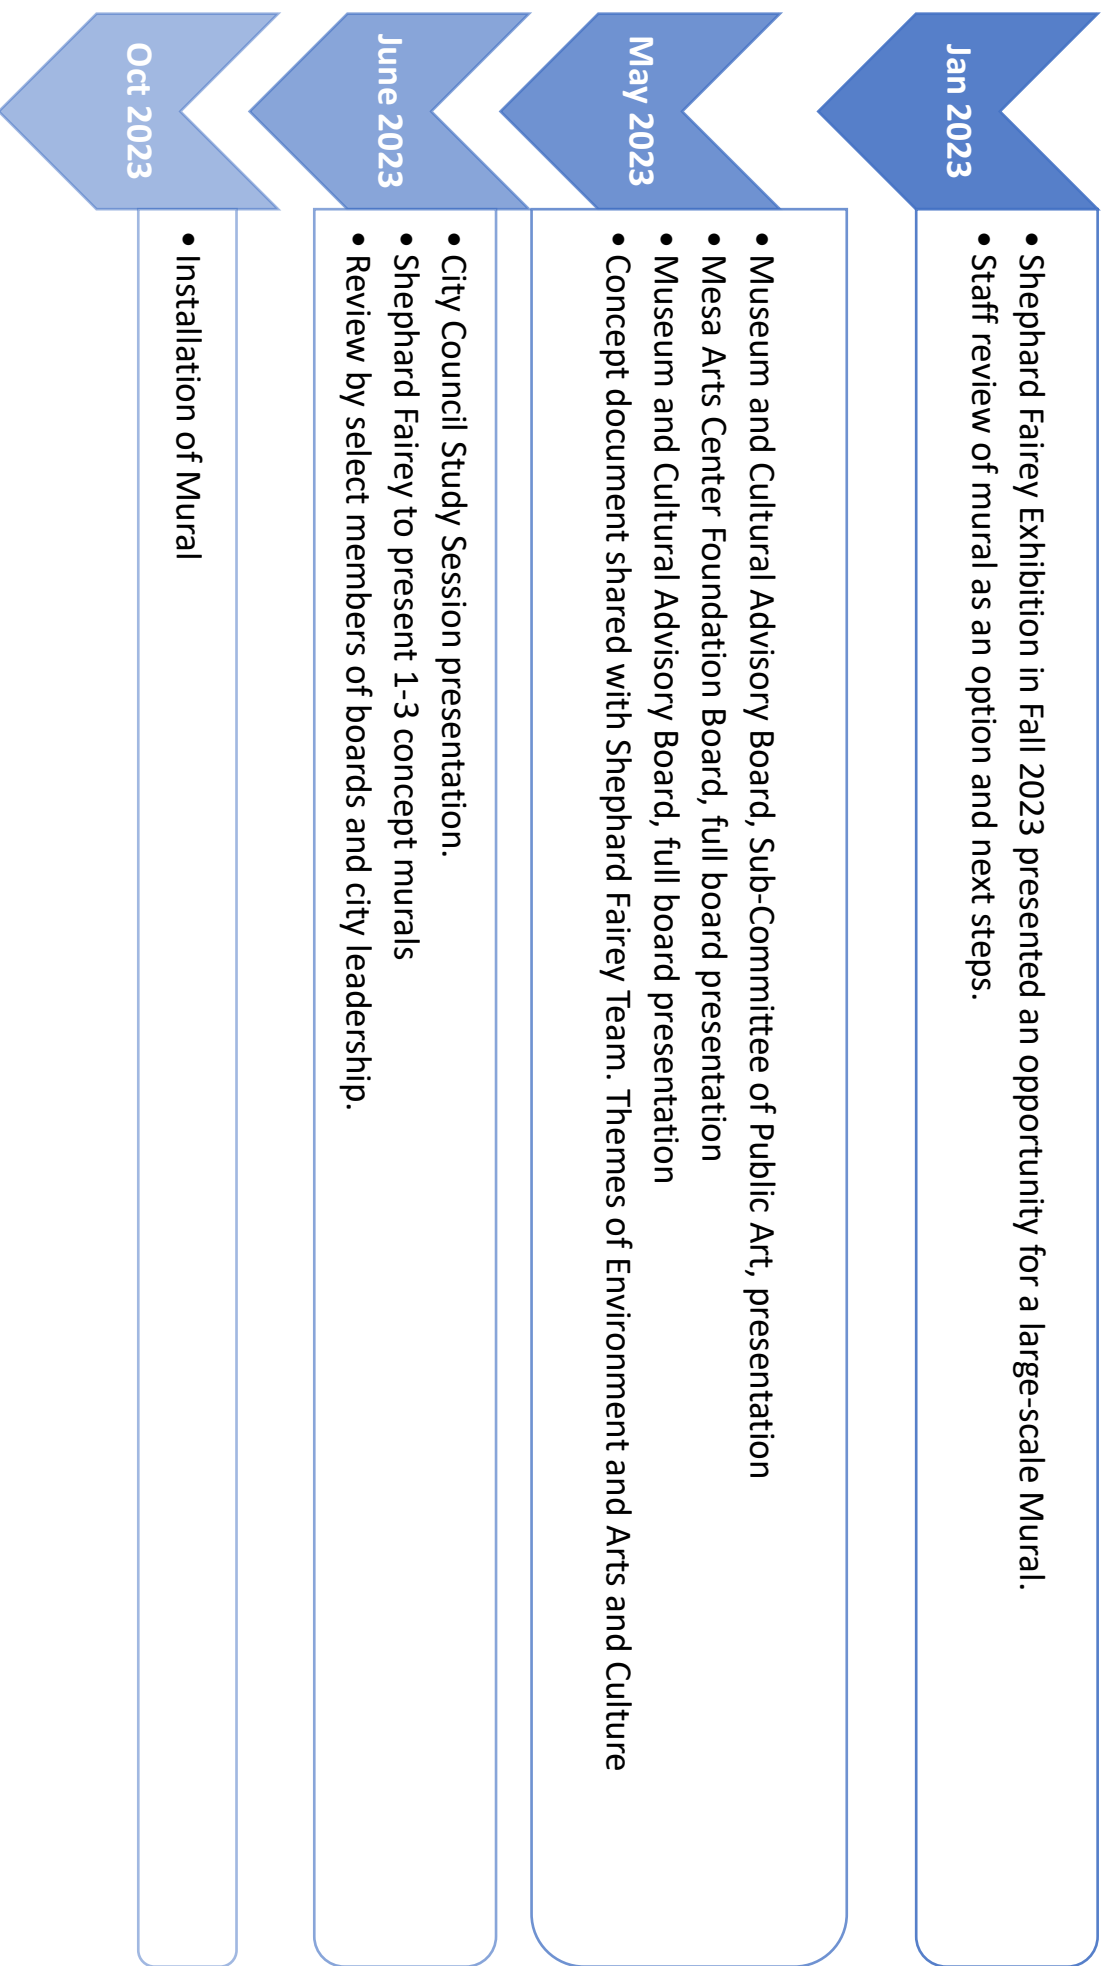 Jan 2023
• Shephard Fairey Exhibition in Fall 2023 presented an opportunity for a large-scale Mural.
• Staff review of mural as an option and next steps.
May 2023
• Museum and Cultural Advisory Board, Sub-Committee of Public Art, presentation
• Mesa Arts Center Foundation Board, full board presentation
• Museum and Cultural Advisory Board, full board presentation
• Concept document shared with Shephard Fairey Team. Themes of Environment and Arts and Culture
June 2023
• City Council Study Session presentation.
• Shephard Fairey to present 1-3 concept murals
• Review by select members of boards and city leadership.
Oct 2023
• Installation of Mural